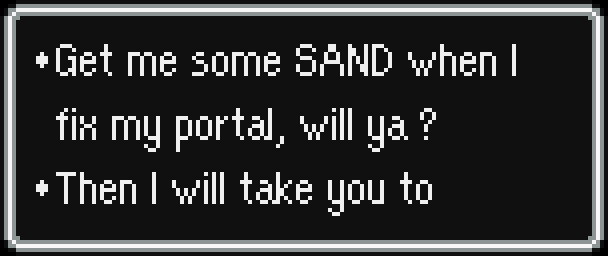 •Get me some SAND when I
fix my portal, will ya?
•Then I will take you to